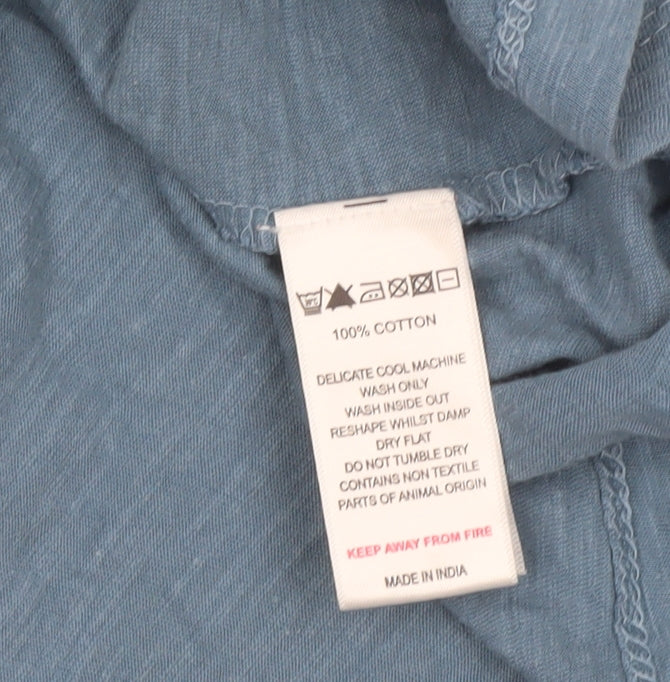 100% COTTON
DELICATE COOL MACHINE
WASH ONLY
WASH INSIDE OUT
RESHAPE WHILST DAMP
DRY FLAT
DO NOT TUMBLE DRY
CONTAINS NON TEXTILE
PARTS OF ANIMAL ORIGIN
KEEP AWAY FROM FIRE
MADE IN INDIA